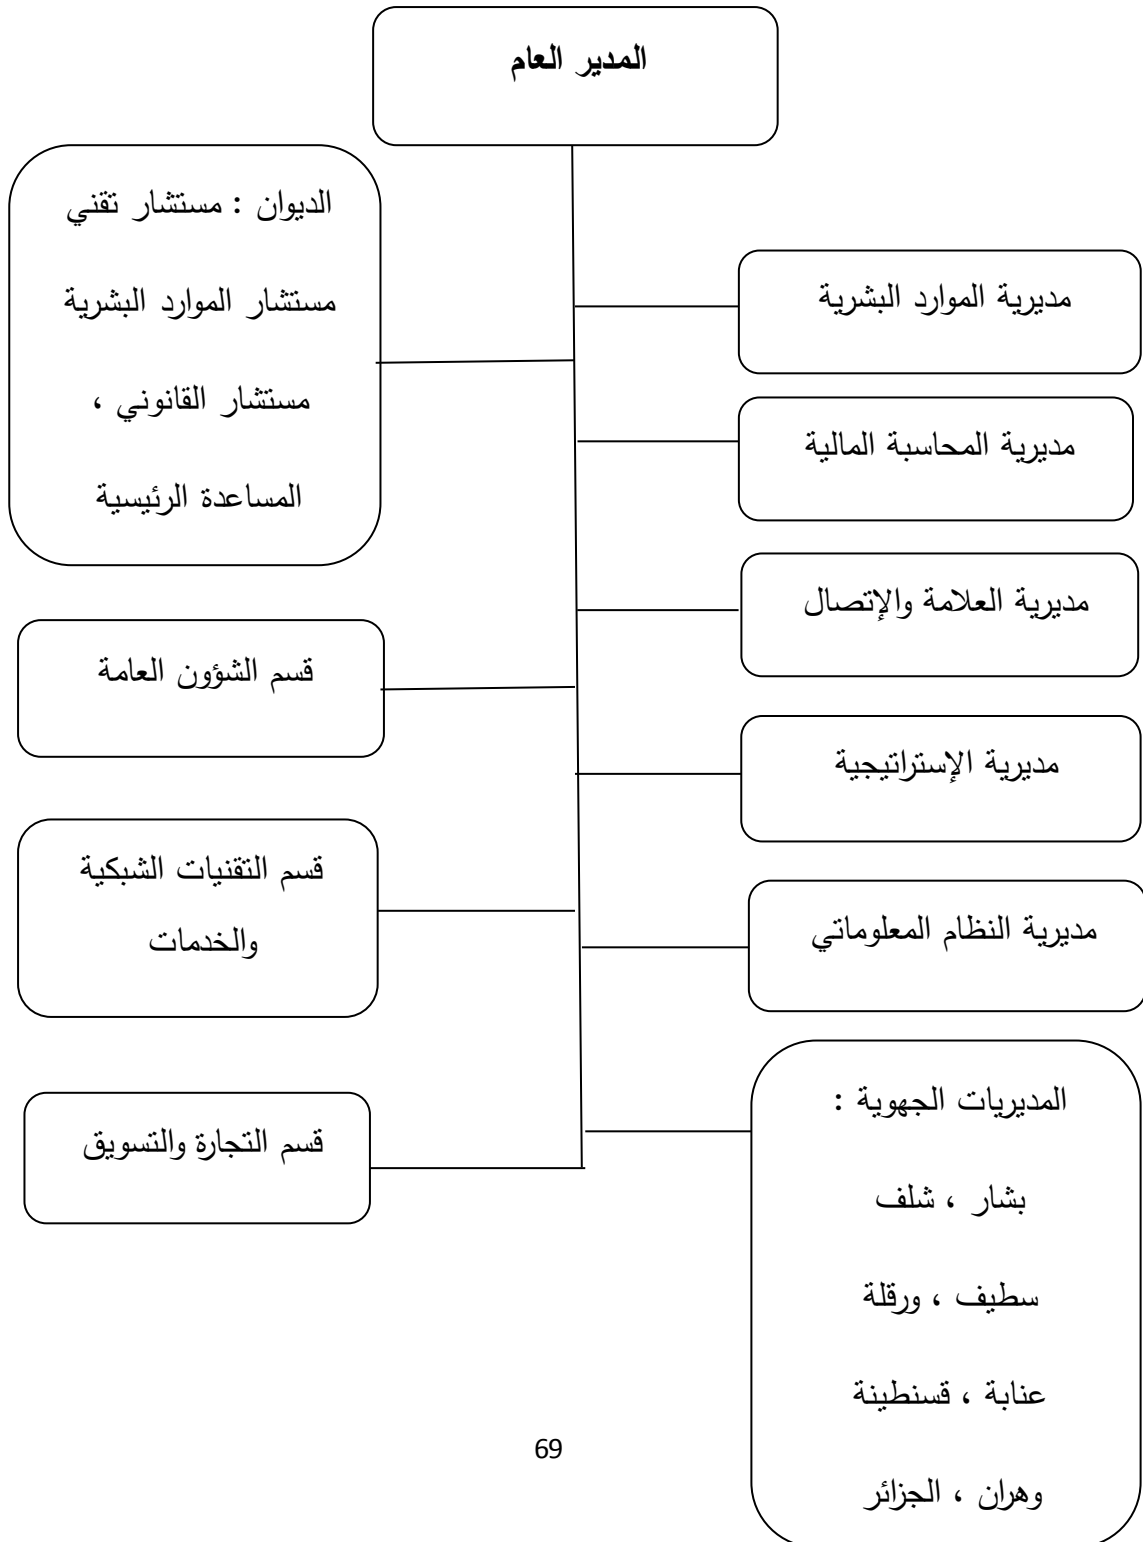 المدير العام
الديوان : مستشار تقني
مستشار الموارد البشرية
مستشار القانوني ،
المساعدة الرئيسية
مديرية الموارد البشرية
مديرية المحاسبة المالية
مديرية العلامة والإتصال
قسم الشؤون العامة
مديرية الإستراتيجية
قسم التقنيات الشبكية
والخدمات
مديرية النظام المعلوماتي
قسم التجارة والتسويق
المديريات الجهوية :
بشار ، شلف
سطيف ، ورقلة
عنابة ، قسنطينة
وهران ، الجزائر
69